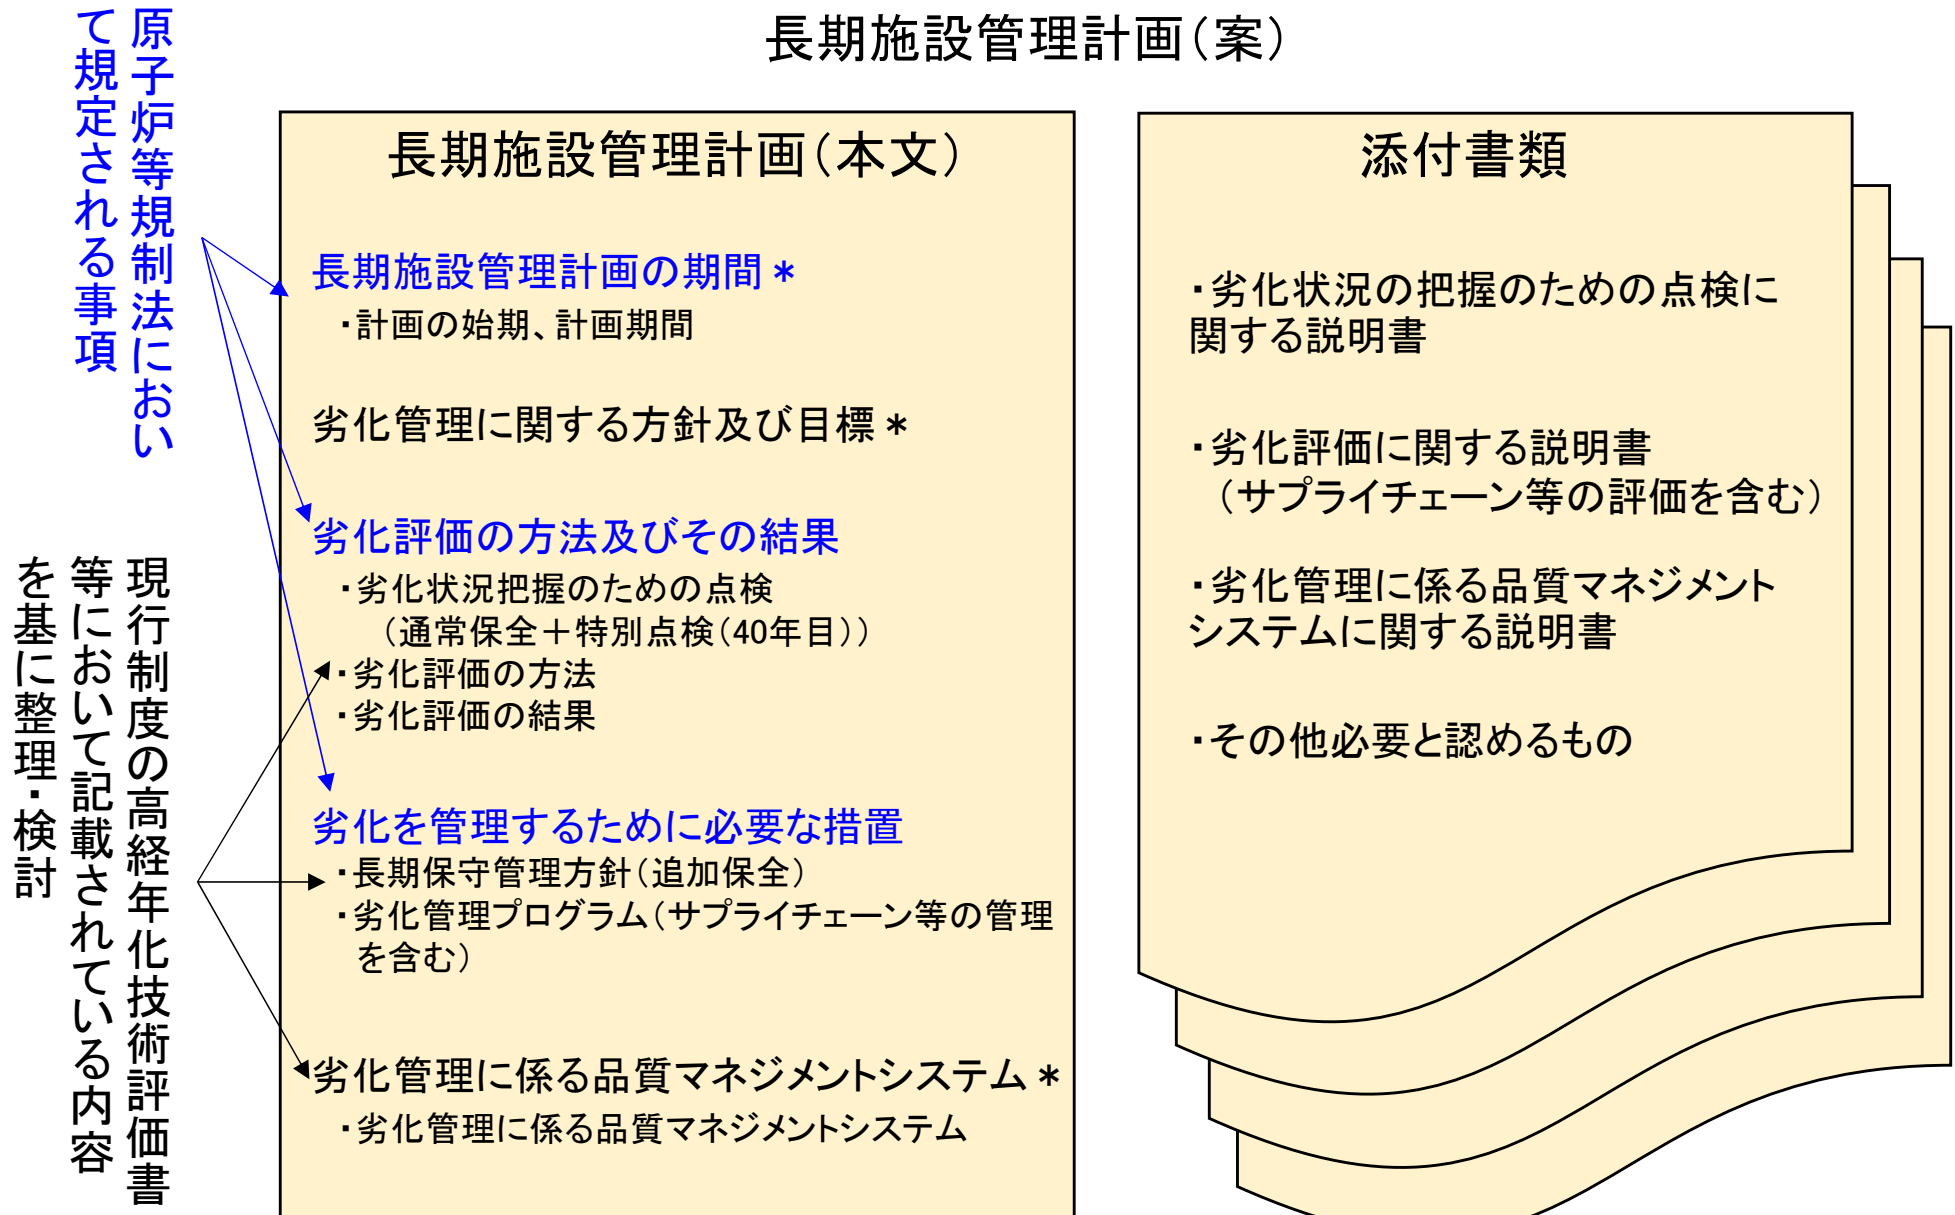 長期施設管理計画（案）
原子炉等規制法におい
て規定される事項
現行制度の高経年化技術評価書
等において記載されている内容
を基に整理・検討
長期施設管理計画（本文）
長期施設管理計画の期間＊
・計画の始期、計画期間
劣化管理に関する方針及び目標＊
劣化評価の方法及びその結果
・劣化状況把握のための点検
（通常保全＋特別点検（40年目））
・劣化評価の方法
・劣化評価の結果
劣化を管理するために必要な措置
・長期保守管理方針（追加保全）
・劣化管理プログラム（サプライチェーン等の管理
を含む）
劣化管理に係る品質マネジメントシステム＊
・劣化管理に係る品質マネジメントシステム
添付書類
・劣化状況の把握のための点検に
関する説明書
・劣化評価に関する説明書
（サプライチェーン等の評価を含む）
・劣化管理に係る品質マネジメント
システムに関する説明書
・その他必要と認めるもの